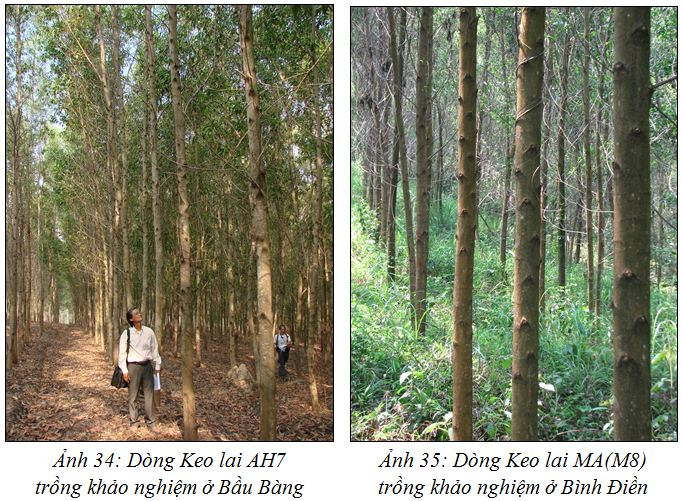 Ảnh 34: Dòng Keo lai AH7
trồng khảo nghiệm ở Bầu Bàng
Ảnh 35: Dòng Keo lai MA(M8)
trồng khảo nghiệm ở Bình Điền